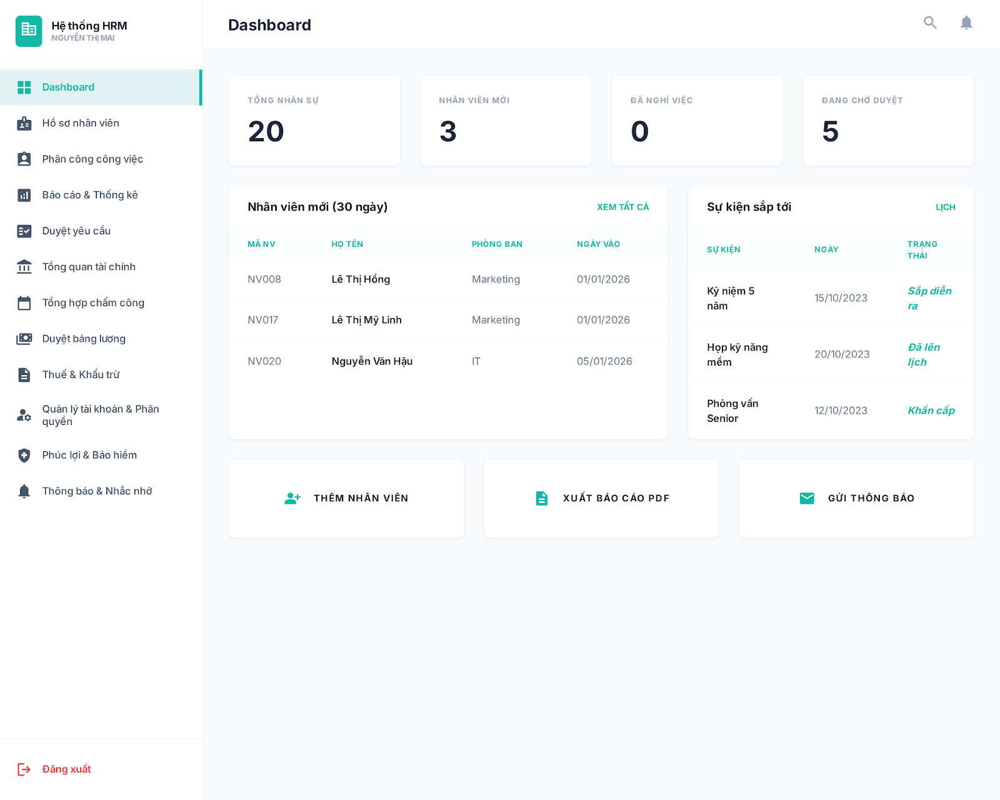 Hệ thống HRM
NGUYỄN THỊ MAI
Dashboard
Hồ sơ nhân viên
Phân công công việc
Báo cáo & Thống kê
Duyệt yêu cầu
Tổng quan tài chính
Tổng hợp chấm công
Duyệt bảng lương
Thuế & Khấu trừ
Quản lý tài khoản & Phân
quyền
Phúc lợi & Bảo hiểm
Thông báo & Nhắc nhở
Đăng xuất
Dashboard
TỔNG NHÂN SỰ
20
NHÂN VIÊN MỚI
3
ĐÃ NGHỈ VIỆC
0
ĐANG CHỜ DUYỆT
5
Nhân viên mới (30 ngày) XEM TẤT CẢ
MÃ NV HỌ TÊN PHÒNG BAN NGÀY VÀO
NV008 Lê Thị Hồng Marketing 01/01/2026
NV017 Lê Thị Mỹ Linh Marketing 01/01/2026
NV020 Nguyễn Văn Hậu IT 05/01/2026
Sự kiện sắp tới LỊCH
SỰ KIỆN NGÀY TRẠNG
THÁI
Kỷ niệm 5 15/10/2023 Sắp diễn
năm ra
Họp kỹ năng 20/10/2023 Đã lên
mềm lịch
Phỏng vấn 12/10/2023 Khẩn cấp
Senior
THÊM NHÂN VIÊN
XUẤT BÁO CÁO PDF
GỬI THÔNG BÁO